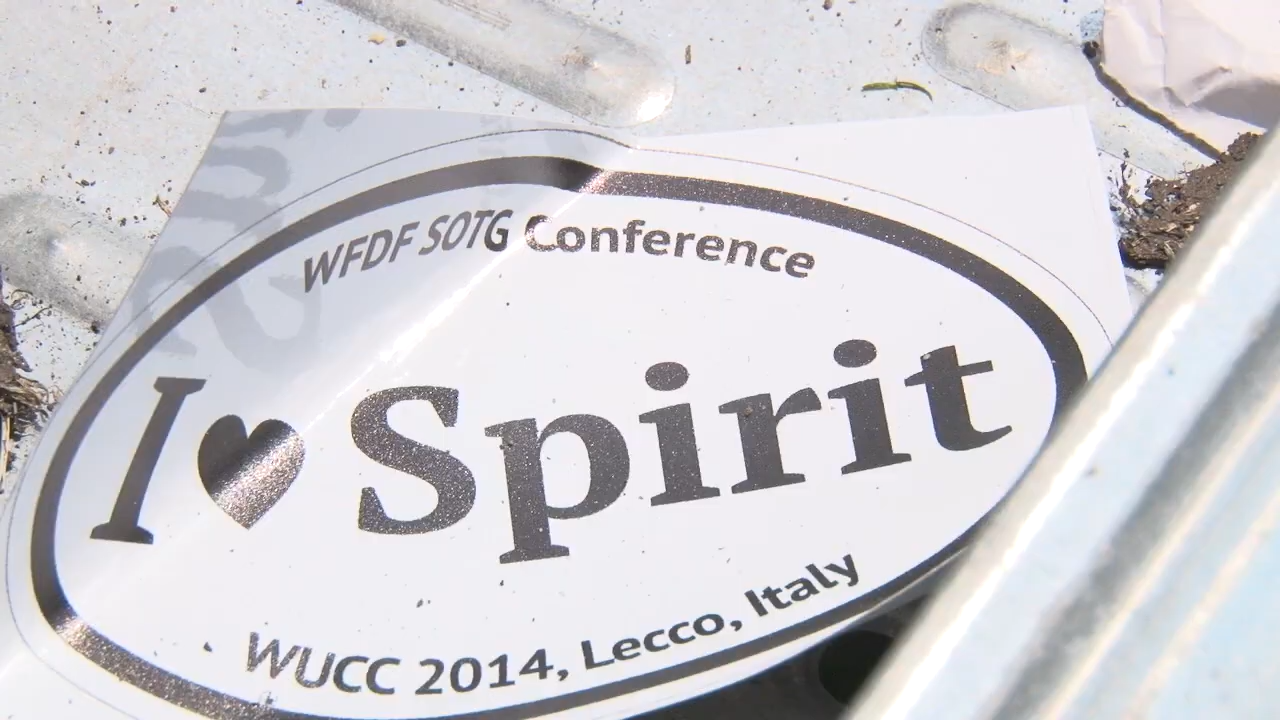 WFDF SOTG Conference
I ♥ Spirit
WUCC 2014, Lecco, Italy